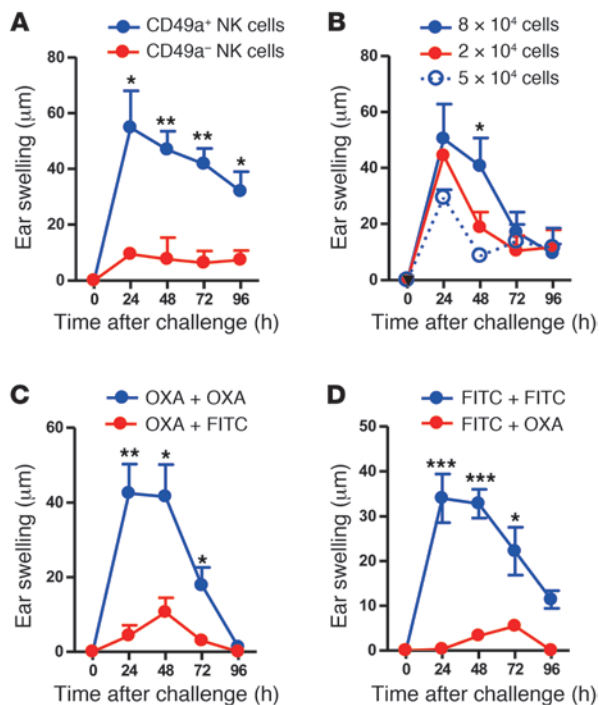 A
CD49a⁺ NK cells
CD49a⁻ NK cells
Ear swelling (μm)
80
60
40
20
0
*
**
**
*
0 24 48 72 96
Time after challenge (h)
B
8 × 10⁴ cells
2 × 10⁴ cells
5 × 10⁴ cells
Ear swelling (μm)
80
60
40
20
0
*
0 24 48 72 96
Time after challenge (h)
C
OXA + OXA
OXA + FITC
Ear swelling (μm)
60
40
20
0
**
*
*
0 24 48 72 96
Time after challenge (h)
D
FITC + FITC
FITC + OXA
Ear swelling (μm)
50
40
30
20
10
0
***
***
*
0 24 48 72 96
Time after challenge (h)